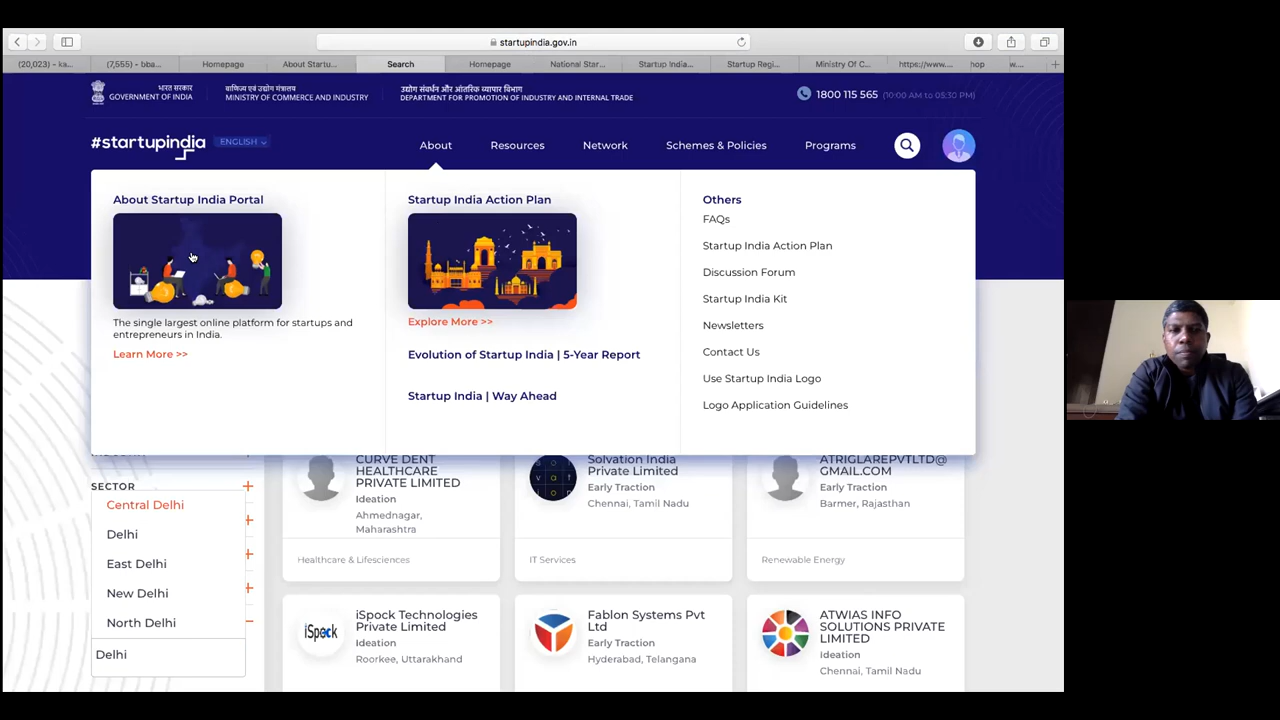 startupindia.gov.in
(20,023) - ka...
(7,555) - bba...
Homepage
About Startu...
Search
Homepage
National Star...
Startup India...
Startup Regi...
Ministry Of C...
https://www....
hop
w...
भारत सरकार
GOVERNMENT OF INDIA
वाणिज्य एवं उद्योग मंत्रालय
MINISTRY OF COMMERCE AND INDUSTRY
उद्योग संवर्धन और आंतरिक व्यापार विभाग
DEPARTMENT FOR PROMOTION OF INDUSTRY AND INTERNAL TRADE
1800 115 565 (10:00 AM to 05:30 PM)
#startupindia
ENGLISH
About
Resources
Network
Schemes & Policies
Programs
About Startup India Portal
The single largest online platform for startups and
entrepreneurs in India.
Learn More >>
Startup India Action Plan
Explore More >>
Evolution of Startup India | 5-Year Report
Startup India | Way Ahead
Others
FAQs
Startup India Action Plan
Discussion Forum
Startup India Kit
Newsletters
Contact Us
Use Startup India Logo
Logo Application Guidelines
SECTOR
Central Delhi
Delhi
East Delhi
New Delhi
North Delhi
Delhi
CURVE DENT
HEALTHCARE
PRIVATE LIMITED
Ideation
Ahmednagar,
Maharashtra
Healthcare & Lifesciences
Solvation India
Private Limited
Early Traction
Chennai, Tamil Nadu
IT Services
ATRIGLAREPVTLTD@
GMAIL.COM
Early Traction
Barmer, Rajasthan
Renewable Energy
iSpock
iSpock Technologies
Private Limited
Ideation
Roorkee, Uttarakhand
Fablon Systems Pvt
Ltd
Early Traction
Hyderabad, Telangana
ATWIAS INFO
SOLUTIONS PRIVATE
LIMITED
Ideation
Chennai, Tamil Nadu